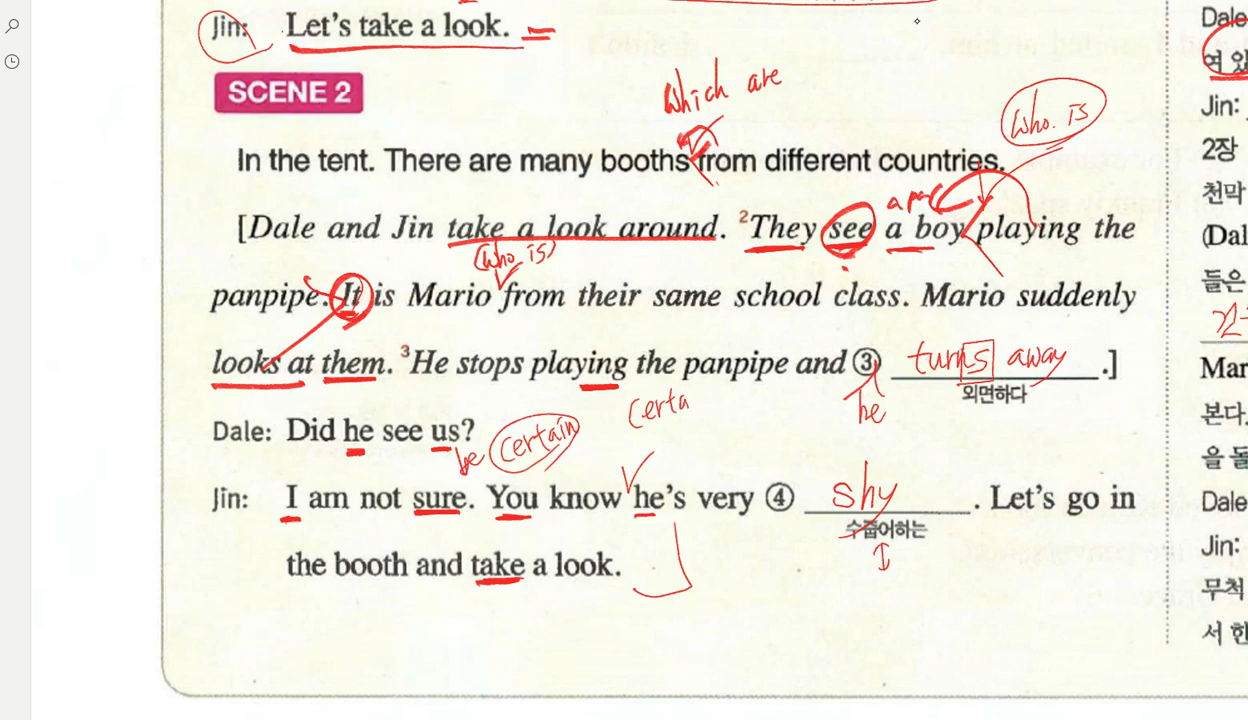 Jin: Let's take a look.
SCENE 2
which are
who is
In the tent. There are many booths from different countries.
[Dale and Jin take a look around. ²They see a boy playing the
(who is)
panpipe. It is Mario from their same school class. Mario suddenly
looks at them. ³He stops playing the panpipe and ③ turns away .]
외면하다
he
certa
Dale: Did he see us?
be certain
Jin: I am not sure. You know he's very ④ shy . Let's go in
수줍어하는
the booth and take a look.
Dale
여 있
Jin:
2장
천막
(Dal
들은
Mar
본다.
을 돌
Dale
Jin:
무척
서 한